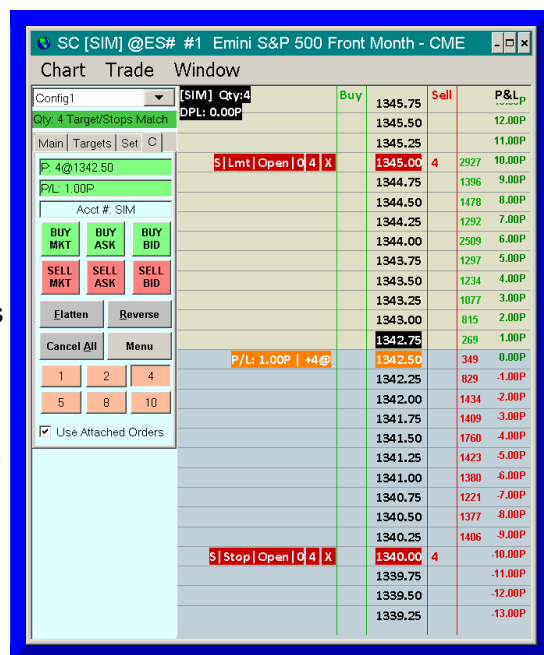 SC [SIM] @ES# #1 Emini S&P 500 Front Month - CME
Chart Trade Window
Config1
Qty: 4 Target/Stops Match
Main Targets Set C
P: 4@1342.50
P/L: 1.00P
Acct #: SIM
BUY MKT BUY ASK BUY BID
SELL MKT SELL ASK SELL BID
Flatten Reverse
Cancel All Menu
1 2 4
5 8 10
Use Attached Orders
s
[SIM] Qty:4 Buy Sell P&L
DPL: 0.00P
1345.75
1345.50 12.00P
1345.25 11.00P
S|Lmt|Open|0 4 X 1345.00 4 2927 10.00P
1344.75 1396 9.00P
1344.50 1478 8.00P
1344.25 1292 7.00P
1344.00 2509 6.00P
1343.75 1297 5.00P
1343.50 1234 4.00P
1343.25 1077 3.00P
1343.00 815 2.00P
1342.75 269 1.00P
P/L: 1.00P | +4@ 1342.50 349 0.00P
1342.25 829 -1.00P
1342.00 1434 -2.00P
1341.75 1409 -3.00P
1341.50 1760 -4.00P
1341.25 1423 -5.00P
1341.00 1380 -6.00P
1340.75 1221 -7.00P
1340.50 1377 -8.00P
1340.25 1406 -9.00P
S|Stop|Open|0 4 X 1340.00 4 -10.00P
1339.75 -11.00P
1339.50 -12.00P
1339.25 -13.00P